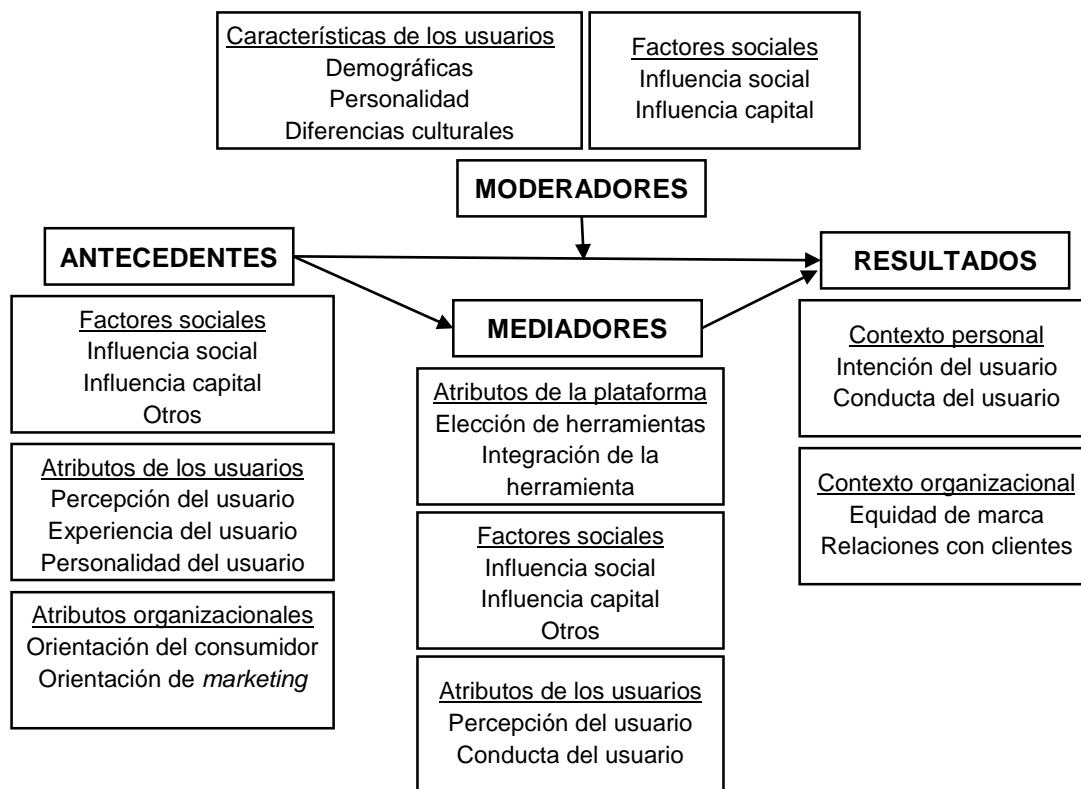 Características de los usuarios
Demográficas
Personalidad
Diferencias culturales
Factores sociales
Influencia social
Influencia capital
MODERADORES
ANTECEDENTES
Factores sociales
Influencia social
Influencia capital
Otros
Atributos de los usuarios
Percepción del usuario
Experiencia del usuario
Personalidad del usuario
Atributos organizacionales
Orientación del consumidor
Orientación de marketing
MEDIADORES
Atributos de la plataforma
Elección de herramientas
Integración de la
herramienta
Factores sociales
Influencia social
Influencia capital
Otros
Atributos de los usuarios
Percepción del usuario
Conducta del usuario
RESULTADOS
Contexto personal
Intención del usuario
Conducta del usuario
Contexto organizacional
Equidad de marca
Relaciones con clientes